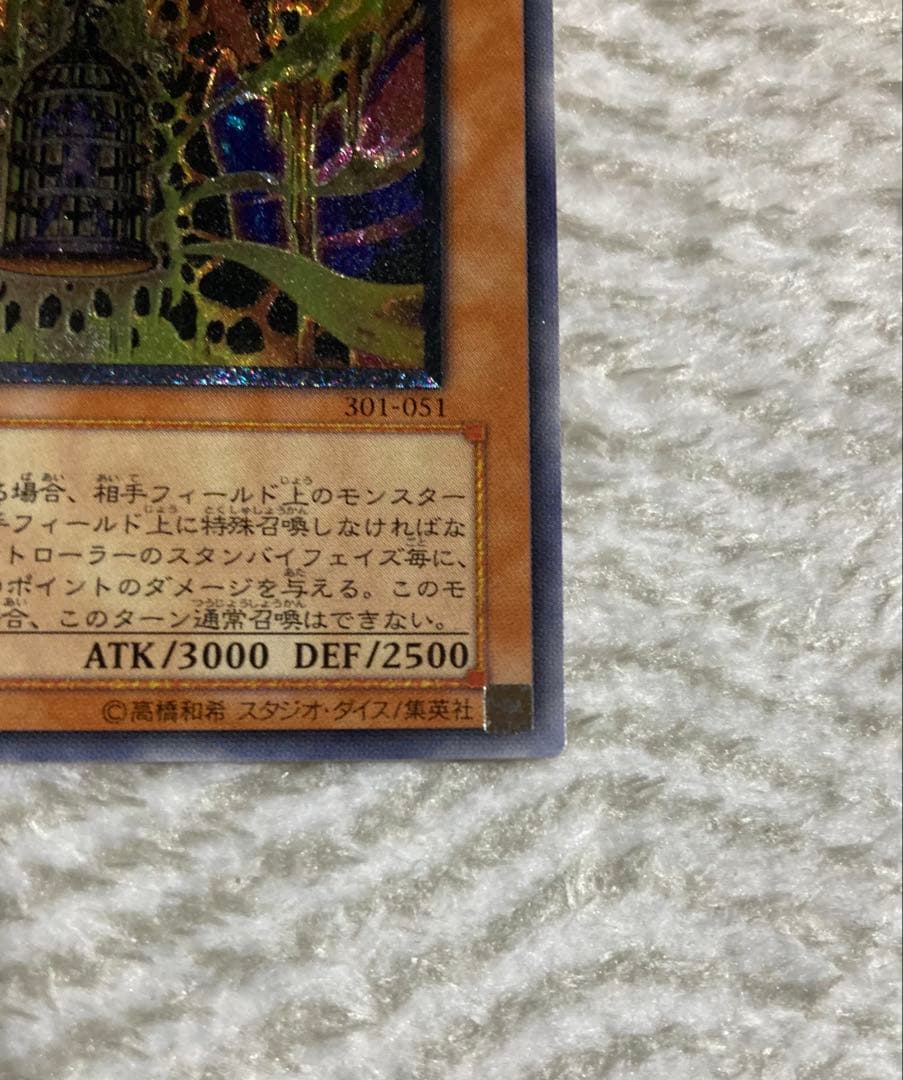 301-051
る場合、相手フィールド上のモンスター
手フィールド上に特殊召喚しなければな
トローラーのスタンバイフェイズ毎に、
ポイントのダメージを与える。このモ
合、このターン通常召喚はできない。
ATK/3000 DEF/2500
©高橋和希 スタジオ・ダイス/集英社